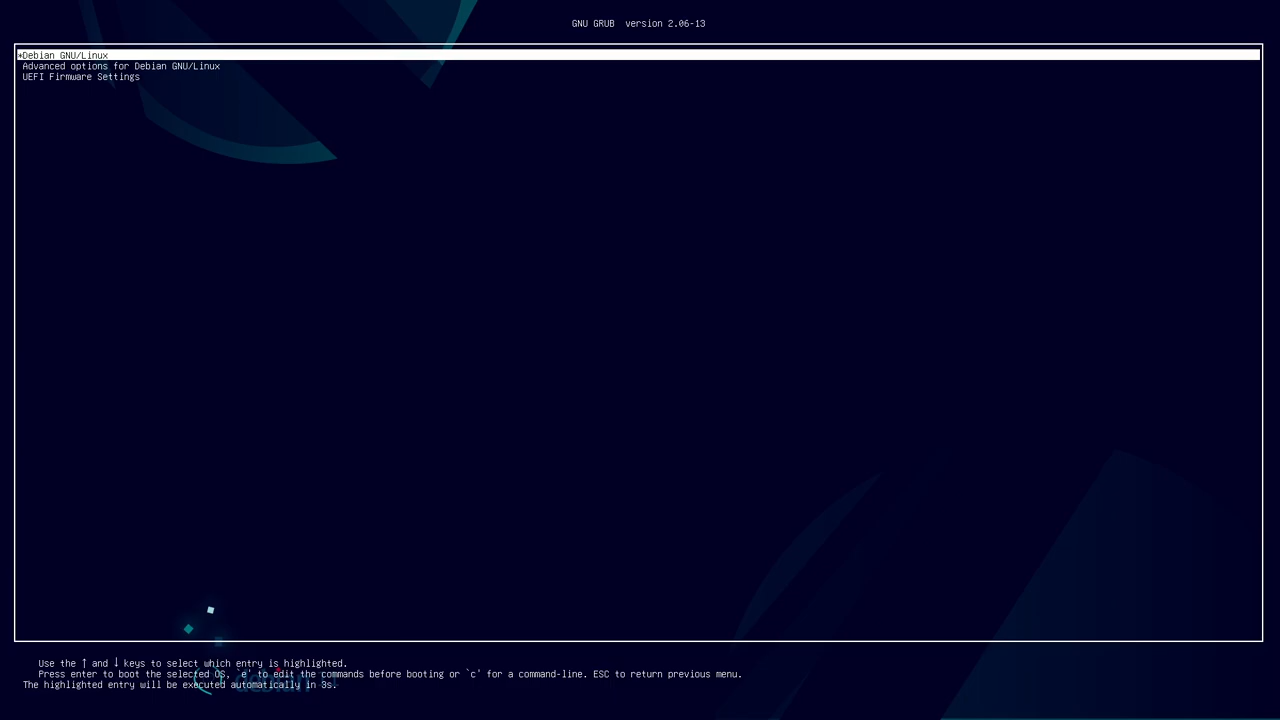 GNU GRUB  version 2.06-13
*Debian GNU/Linux
Advanced options for Debian GNU/Linux
UEFI Firmware Settings
Use the ↑ and ↓ keys to select which entry is highlighted.
Press enter to boot the selected OS, `e' to edit the commands before booting or `c' for a command-line. ESC to return previous menu.
The highlighted entry will be executed automatically in 3s.
debian